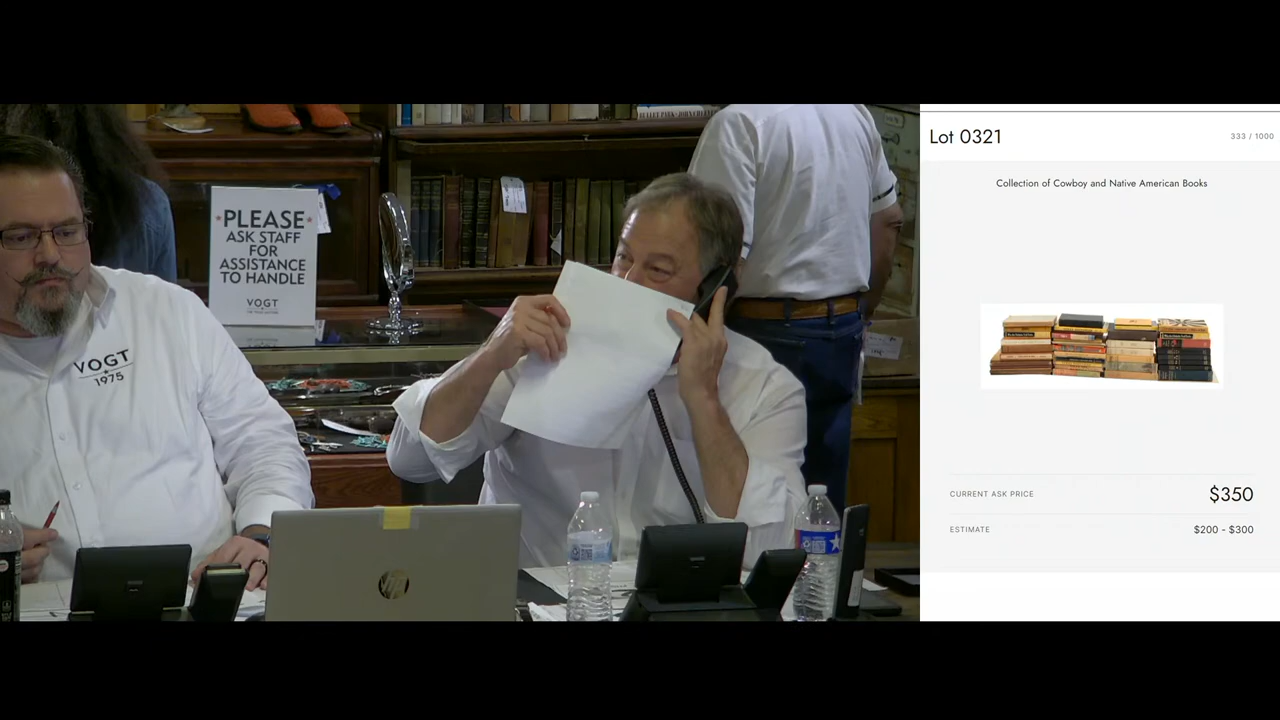 PLEASE
ASK STAFF
FOR
ASSISTANCE
TO HANDLE
VOGT
VOGT
1975
hp
Lot 0321
333 / 1000
Collection of Cowboy and Native American Books
CURRENT ASK PRICE
$350
ESTIMATE
$200 - $300